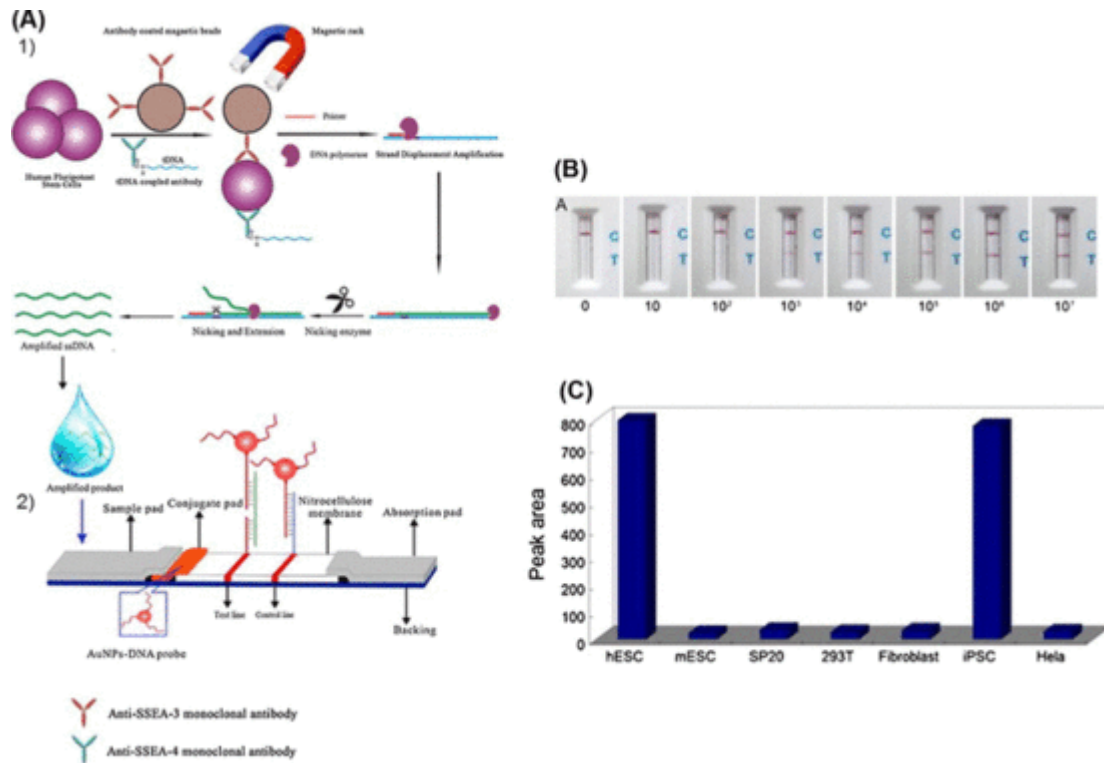 (A)
1)
Antibody coated magnetic beads
Magnetic rack
Primer
DNA polymerase
Strand Displacement Amplification
tDNA
tDNA coupled antibody
Human Pluripotent
Stem Cells
Nicking and Extension
Nicking enzyme
Amplified ssDNA
Amplified product
2)
Sample pad
Conjugate pad
Nitrocellulose
membrane
Absorption pad
Test line
Control line
Backing
AuNPs-DNA probe
Anti-SSEA-3 monoclonal antibody
Anti-SSEA-4 monoclonal antibody
(B)
A
C C C C C C C C
T T T T T T T T
0 10 10² 10³ 10⁴ 10⁵ 10⁶ 10⁷
(C)
Peak area
800
700
600
500
400
300
200
100
0
hESC mESC SP20 293T Fibroblast iPSC Hela